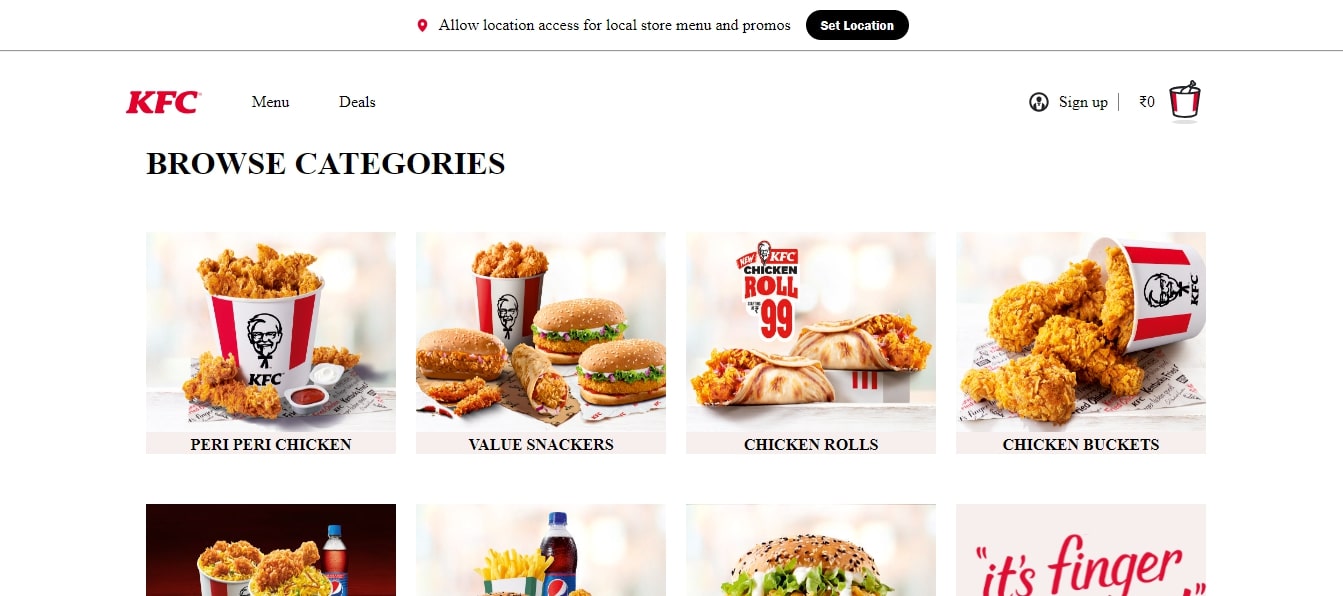 Allow location access for local store menu and promos Set Location
KFC Menu Deals Sign up ₹0
BROWSE CATEGORIES
KFC
NEW KFC
CHICKEN
ROLL
99
KFC
PERI PERI CHICKEN VALUE SNACKERS CHICKEN ROLLS CHICKEN BUCKETS
"it's finger